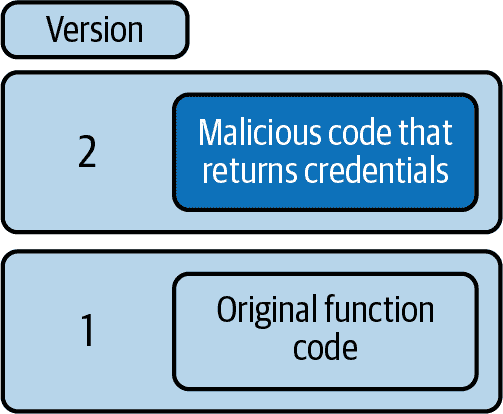 Version
2
Malicious code that
returns credentials
1
Original function
code